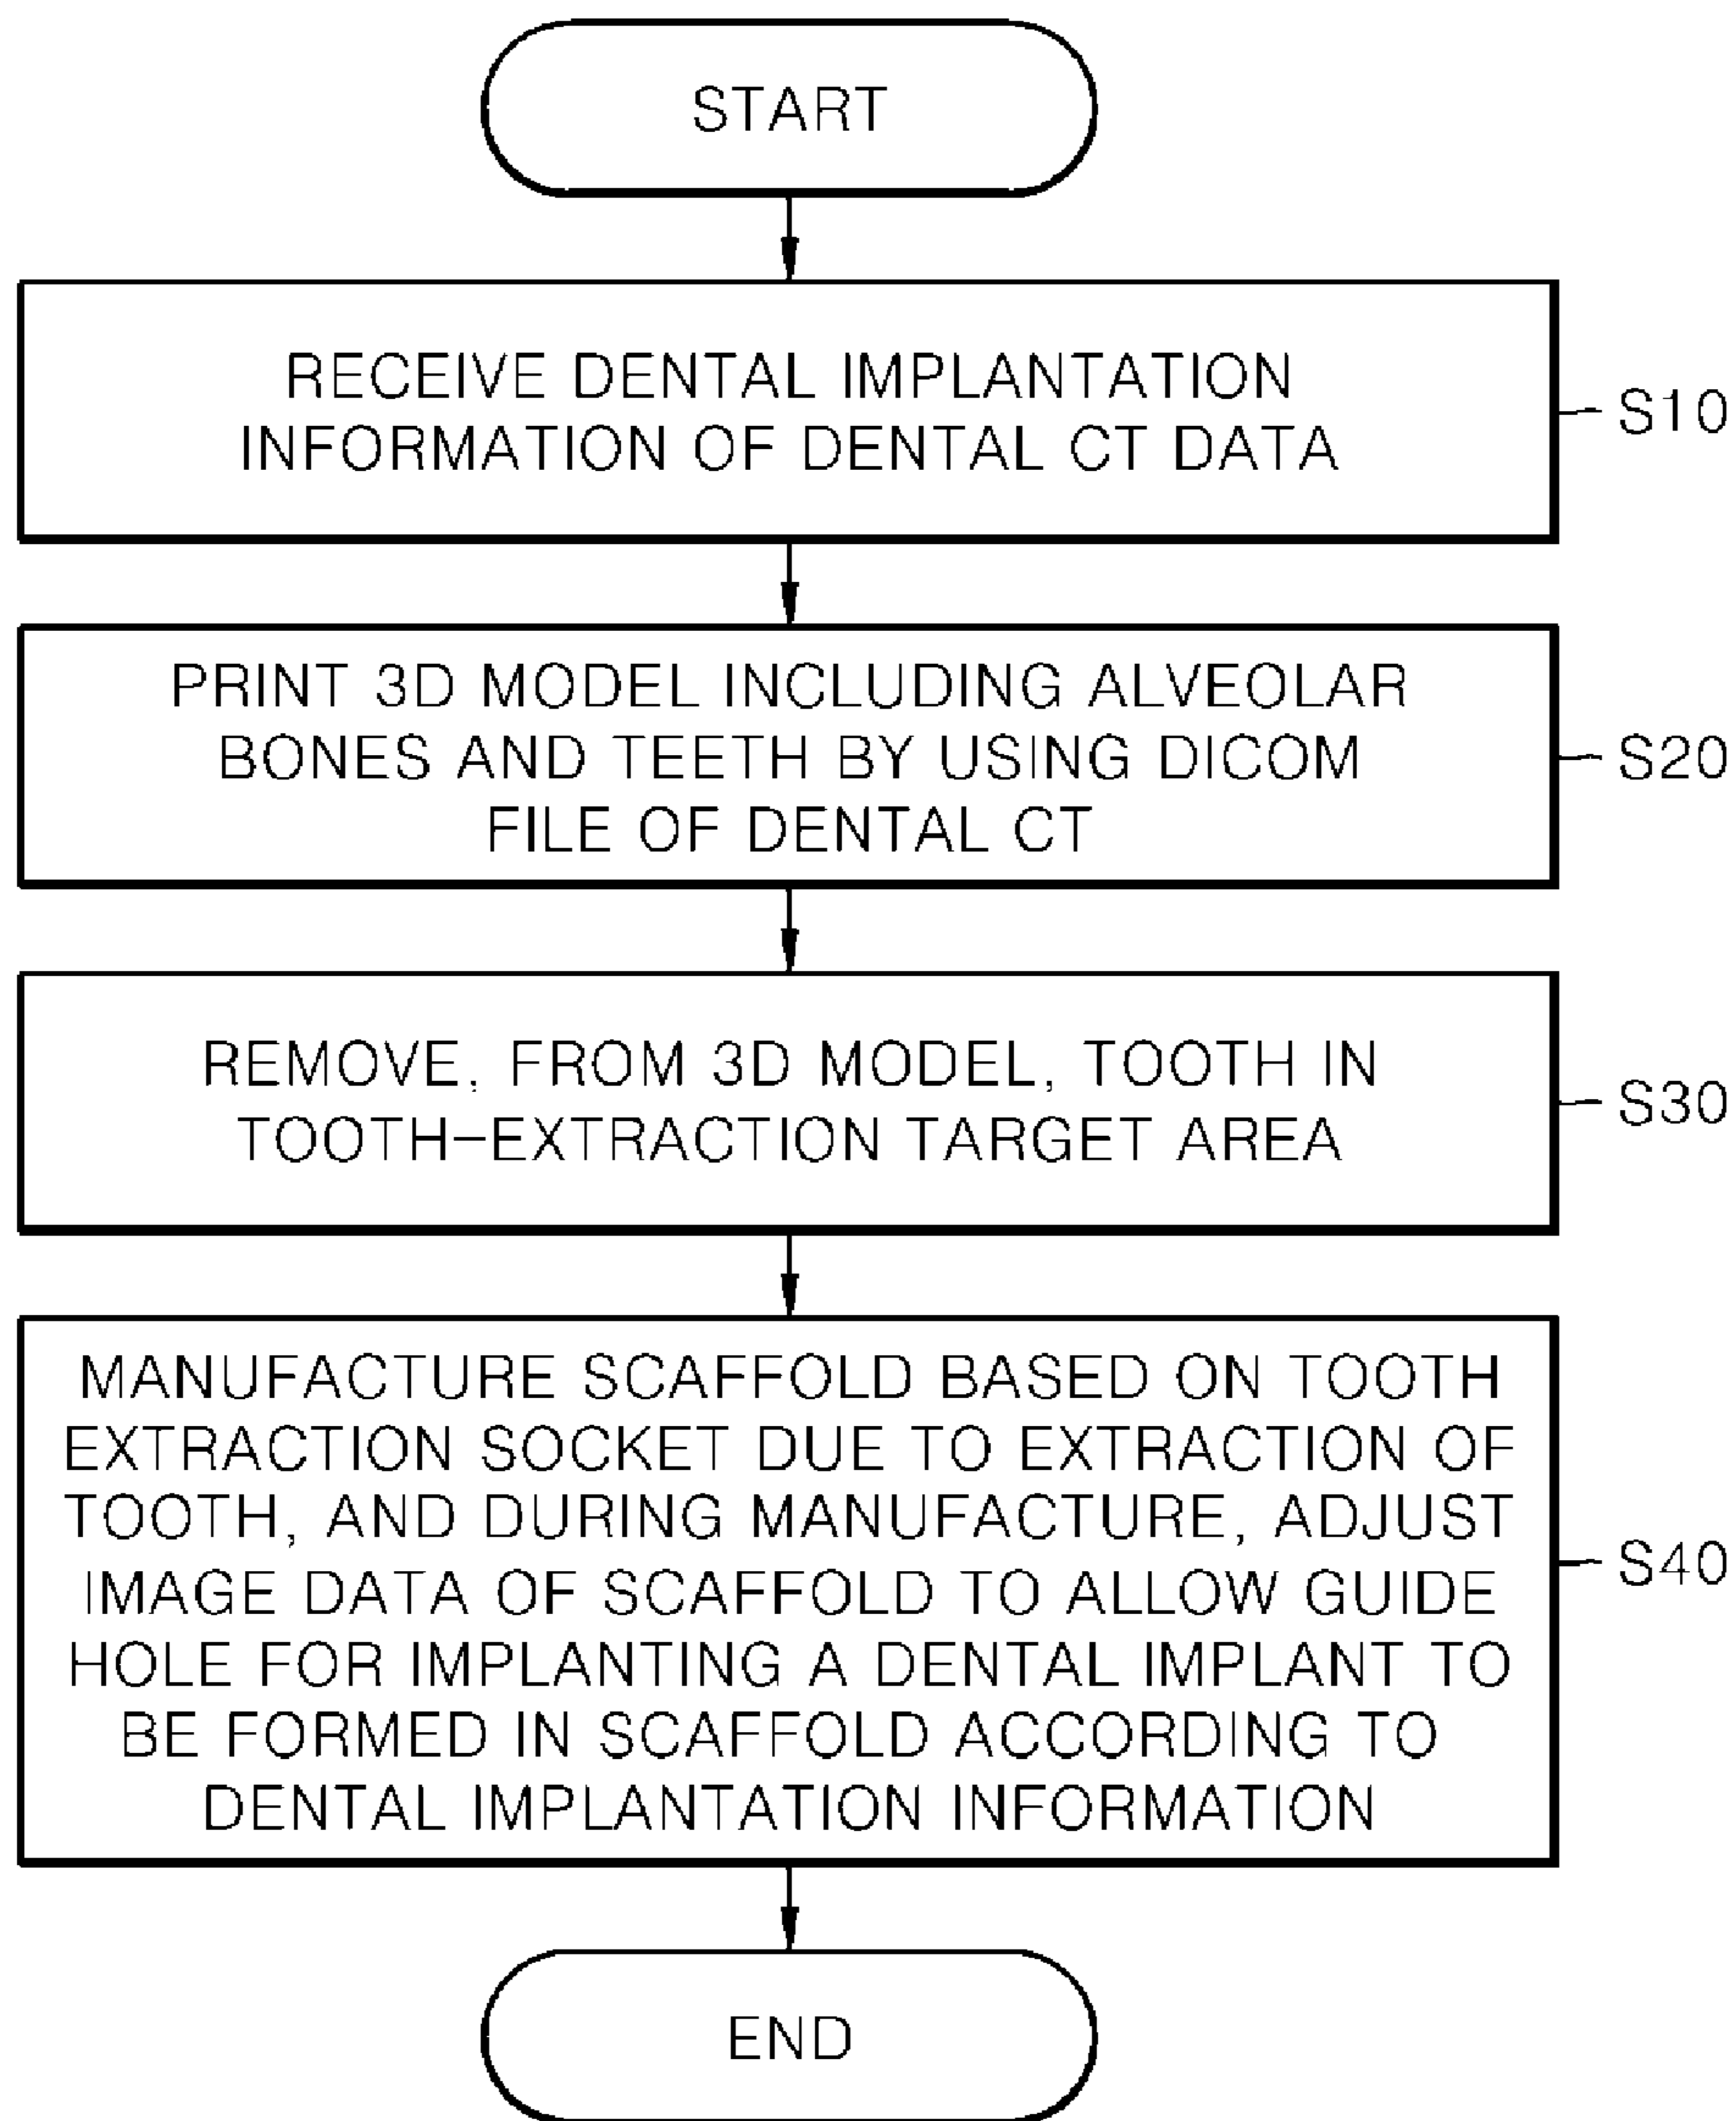 START
RECEIVE DENTAL IMPLANTATION
INFORMATION OF DENTAL CT DATA
S10
PRINT 3D MODEL INCLUDING ALVEOLAR
BONES AND TEETH BY USING DICOM
FILE OF DENTAL CT
S20
REMOVE, FROM 3D MODEL, TOOTH IN
TOOTH-EXTRACTION TARGET AREA
S30
MANUFACTURE SCAFFOLD BASED ON TOOTH
EXTRACTION SOCKET DUE TO EXTRACTION OF
TOOTH, AND DURING MANUFACTURE, ADJUST
IMAGE DATA OF SCAFFOLD TO ALLOW GUIDE
HOLE FOR IMPLANTING A DENTAL IMPLANT TO
BE FORMED IN SCAFFOLD ACCORDING TO
DENTAL IMPLANTATION INFORMATION
S40
END